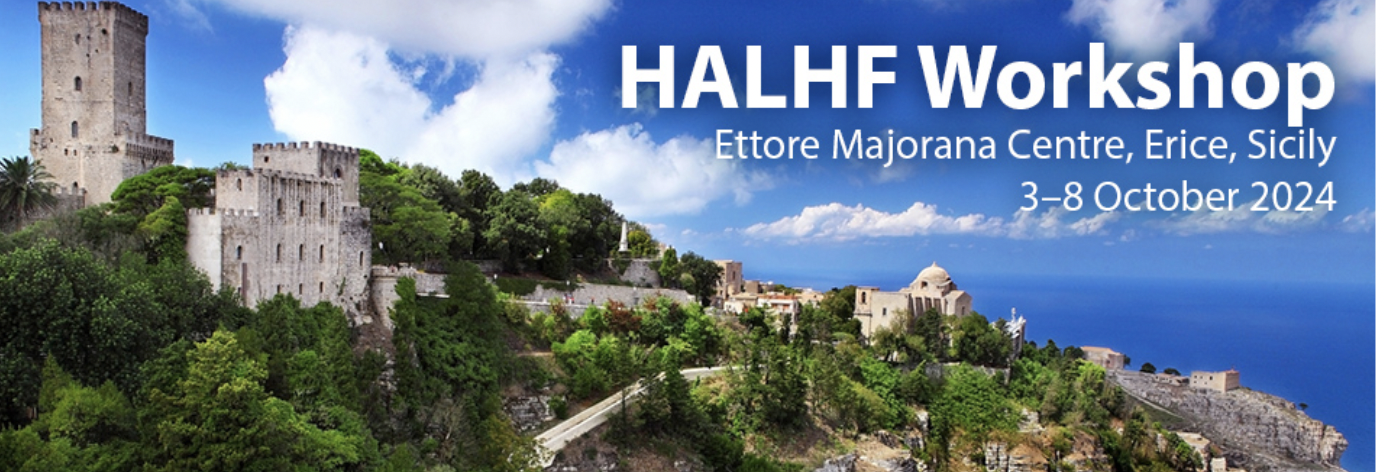 HALHF Workshop
Ettore Majorana Centre, Erice, Sicily
3–8 October 2024